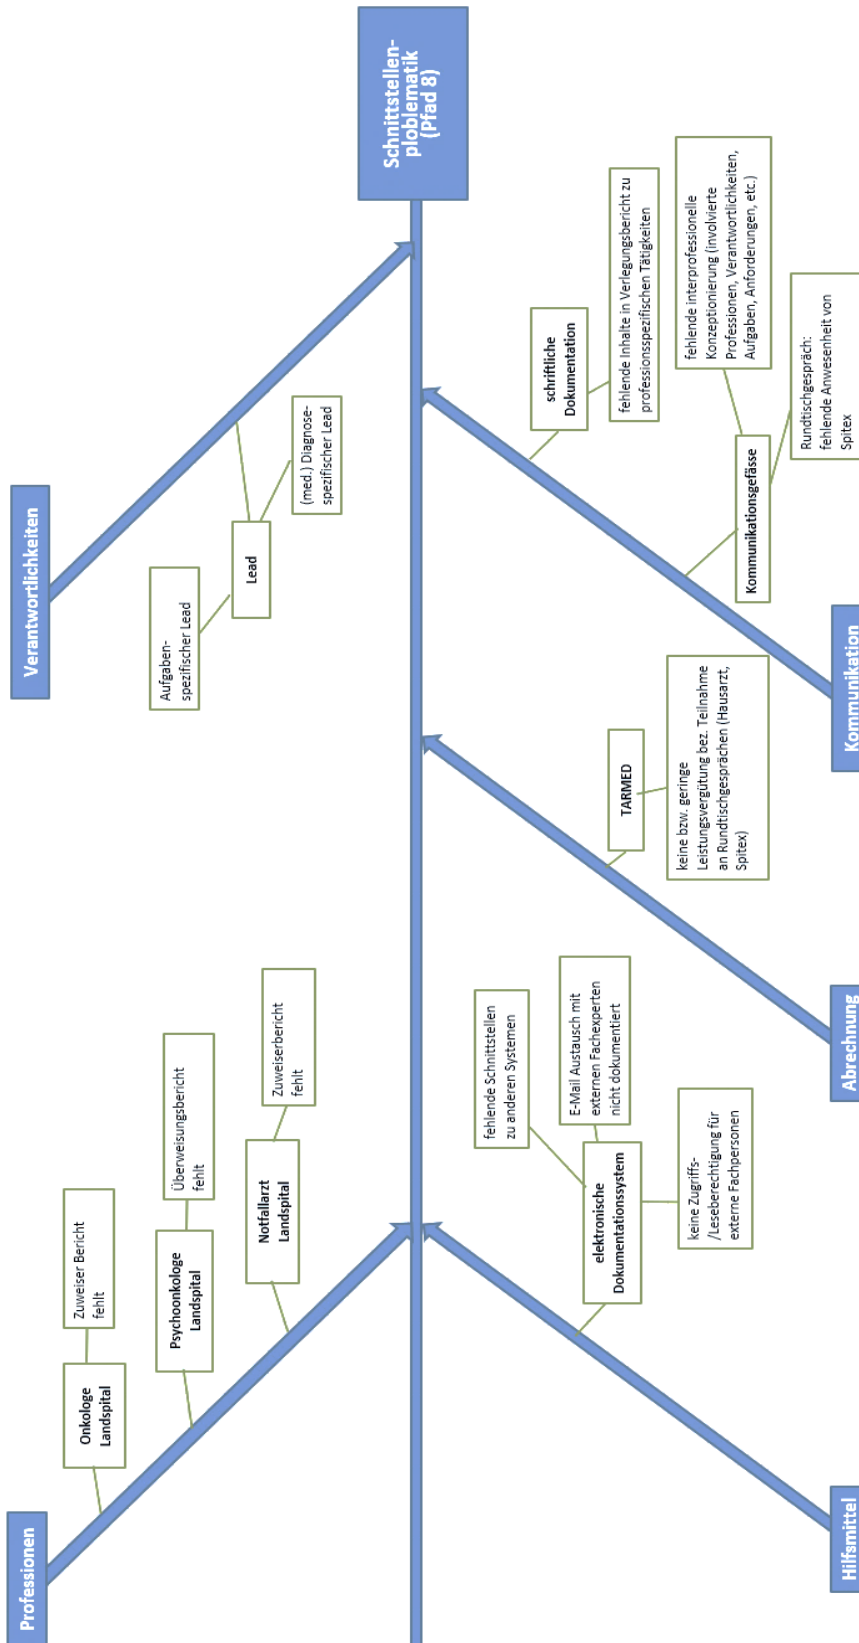 Professionen
Onkologe
Landspital
Zuweiser Bericht
fehlt
Psychoonkologe
Landspital
Überweisungsbericht
fehlt
Notfallarzt
Landspital
Zuweiserbericht
fehlt
Verantwortlichkeiten
Aufgaben-
spezifischer Lead
Lead
(med.) Diagnose-
spezifischer Lead
Schnittstellen-
ploblematik
(Pfad 8)
Hilfsmittel
elektronische
Dokumentationssystem
fehlende Schnittstellen
zu anderen Systemen
E-Mail Austausch mit
externen Fachexperten
nicht dokumentiert
keine Zugriffs-
/Leseberechtigung für
externe Fachpersonen
Abrechnung
TARMED
keine bzw. geringe
Leistungsvergütung bez. Teilnahme
an Rundtischgesprächen (Hausarzt,
Spitex)
Kommunikation
schriftliche
Dokumentation
fehlende Inhalte in Verlegungsbericht zu
professionsspezifischen Tätigkeiten
Kommunikationsgefässe
fehlende interprofessionelle
Konzeptionierung (involvierte
Professionen, Verantwortlichkeiten,
Aufgaben, Anforderungen, etc.)
Rundtischgespräch:
fehlende Anwesenheit von
Spitex